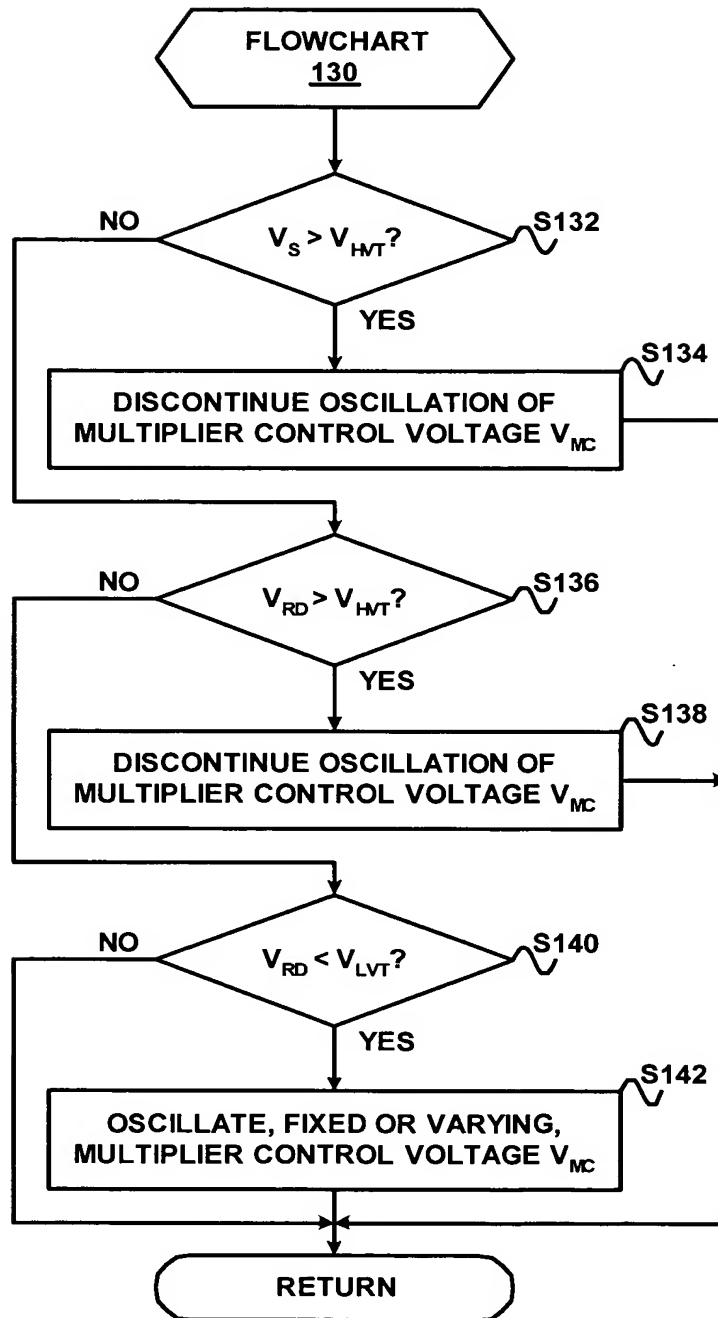 FLOWCHART
130
NO
V_S > V_HVT?
S132
YES
S134
DISCONTINUE OSCILLATION OF
MULTIPLIER CONTROL VOLTAGE V_MC
NO
V_RD > V_HVT?
S136
YES
S138
DISCONTINUE OSCILLATION OF
MULTIPLIER CONTROL VOLTAGE V_MC
NO
V_RD < V_LVT?
S140
YES
S142
OSCILLATE, FIXED OR VARYING,
MULTIPLIER CONTROL VOLTAGE V_MC
RETURN